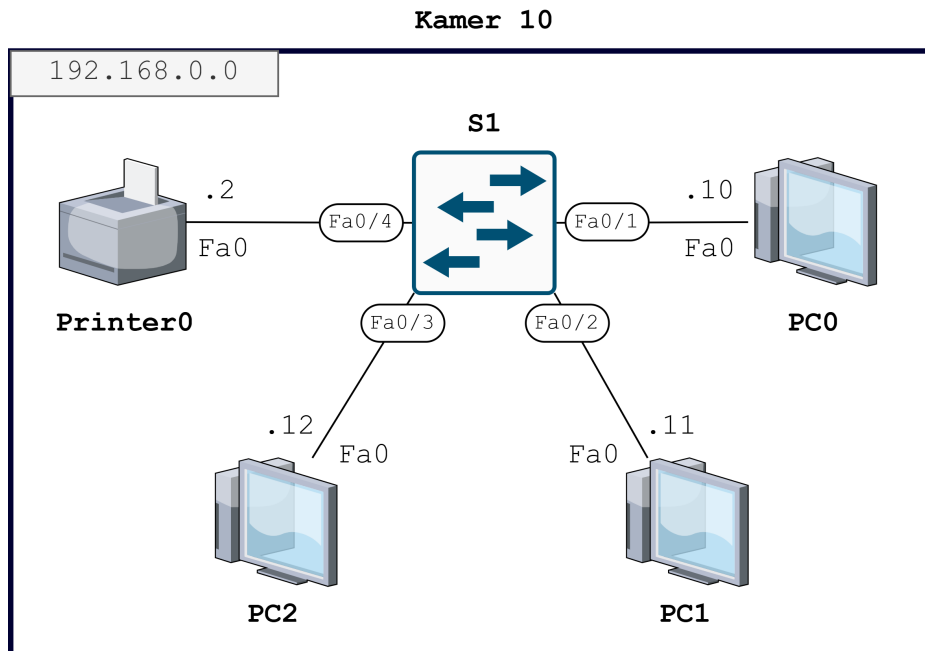 Kamer 10
192.168.0.0
S1
.2
Fa0/4
Fa0/1
.10
Fa0
Fa0
Printer0
Fa0/3
Fa0/2
PC0
.12
.11
Fa0
Fa0
PC2
PC1